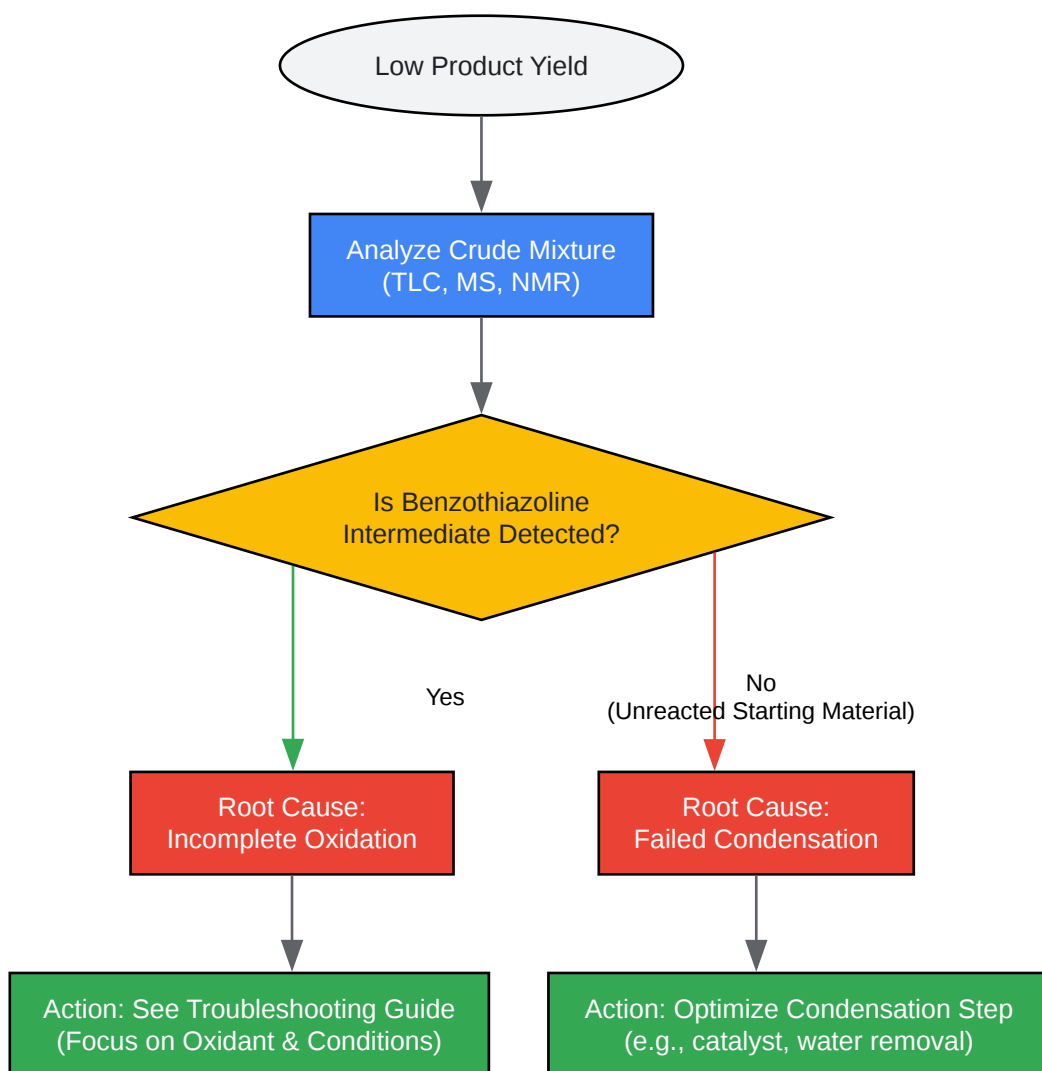 Low Product Yield
Analyze Crude Mixture
(TLC, MS, NMR)
Is Benzothiazoline
Intermediate Detected?
Yes
No
(Unreacted Starting Material)
Root Cause:
Incomplete Oxidation
Root Cause:
Failed Condensation
Action: See Troubleshooting Guide
(Focus on Oxidant & Conditions)
Action: Optimize Condensation Step
(e.g., catalyst, water removal)